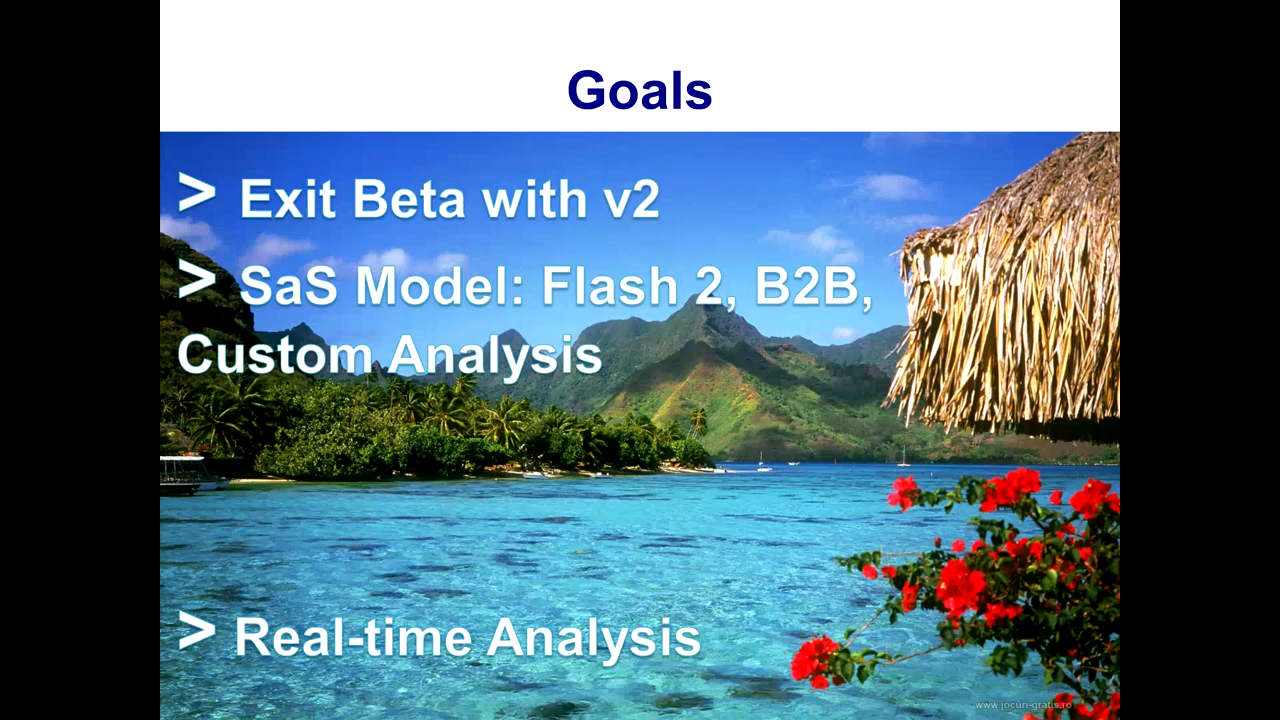 Goals
> Exit Beta with v2
> SaS Model: Flash 2, B2B,
Custom Analysis
> Real-time Analysis
www.jocuri-gratis.ro